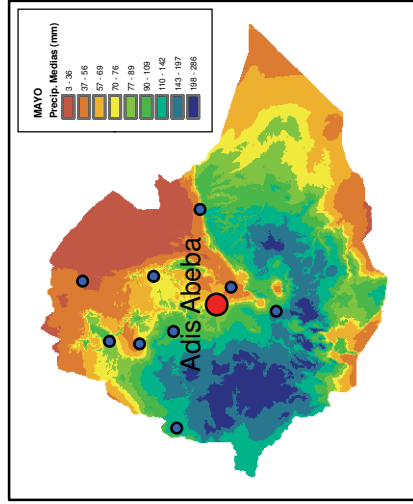 MAYO
Precip. Medias (mm)
3 - 36
37 - 56
57 - 69
70 - 76
77 - 89
90 - 109
110 - 142
143 - 197
198 - 286
Adis Abeba